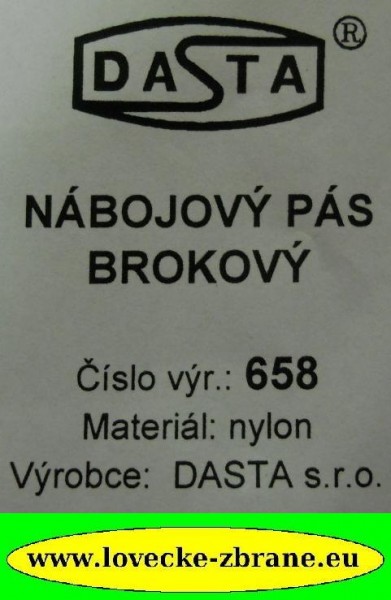 DASTA ®
NÁBOJOVÝ PÁS
BROKOVÝ
Číslo výr.: 658
Materiál: nylon
Výrobce: DASTA s.r.o.
www.lovecke-zbrane.eu